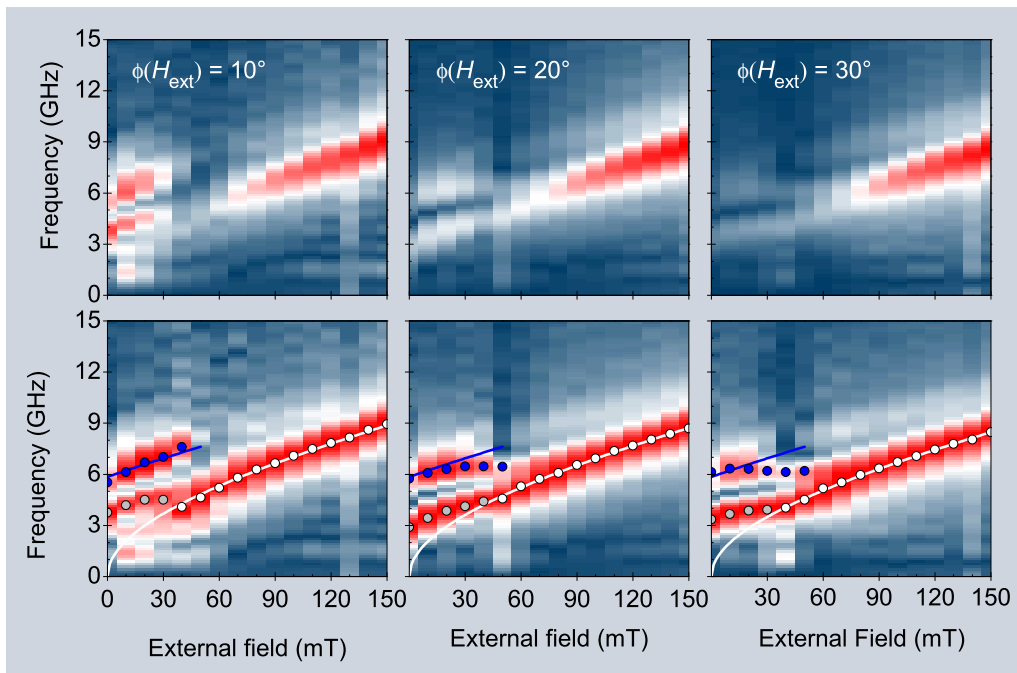 15
12
9
6
3
0
Frequency (GHz)
ϕ(Hext) = 10°
ϕ(Hext) = 20°
ϕ(Hext) = 30°
15
12
9
6
3
0
Frequency (GHz)
0 30 60 90 120 150
30 60 90 120 150
30 60 90 120 150
External field (mT)
External field (mT)
External Field (mT)